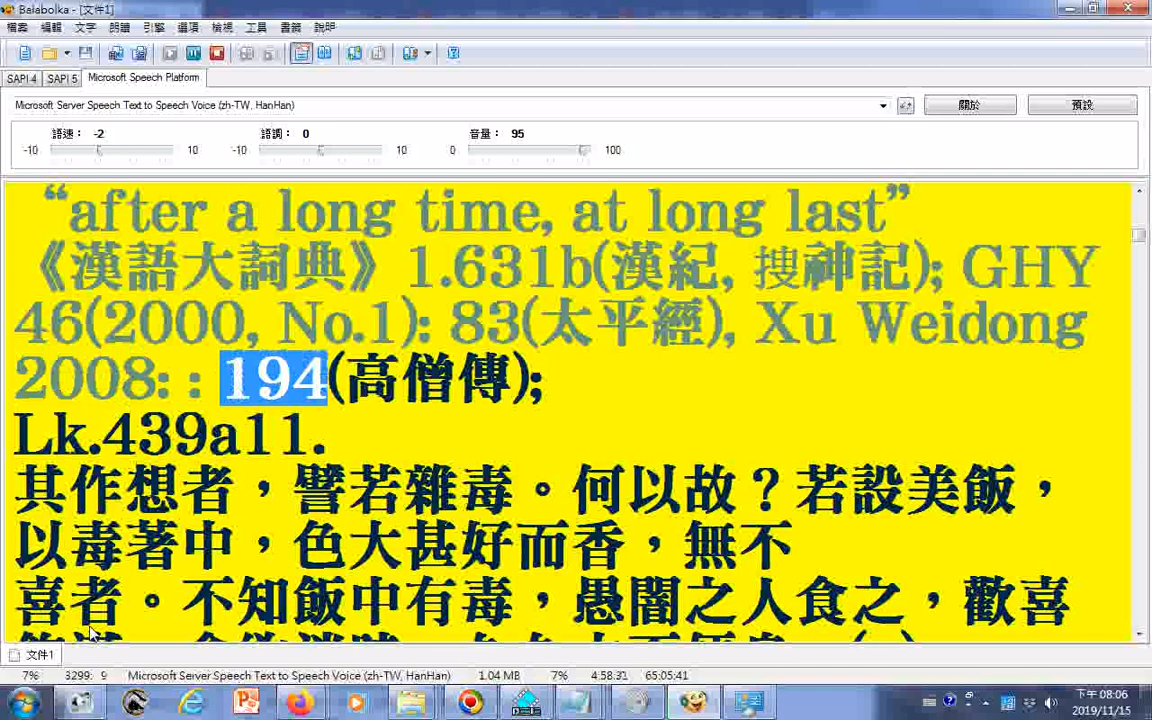 Balabolka - [文件1]
檔案 編輯 文字 朗讀 引擎 選項 檢視 工具 書籤 說明
SAPI 4 SAPI 5 Microsoft Speech Platform
Microsoft Server Speech Text to Speech Voice (zh-TW, HanHan) 關於 預設
語速： -2 語調： 0 音量： 95
-10 10 -10 10 0 100
“after a long time, at long last”
《漢語大詞典》 1.631b(漢紀, 搜神記); GHY
46(2000, No.1): 83(太平經), Xu Weidong
2008: : 194(高僧傳);
Lk.439a11.
其作想者，譬若雜毒。何以故？若設美飯，
以毒著中，色大甚好而香，無不
喜者。不知飯中有毒，愚闇之人食之，歡喜
文件1
7% 3299: 9 Microsoft Server Speech Text to Speech Voice (zh-TW, HanHan) 1.04 MB 7% 4:58.31 65:05:41
下午 08:06
2019/11/15